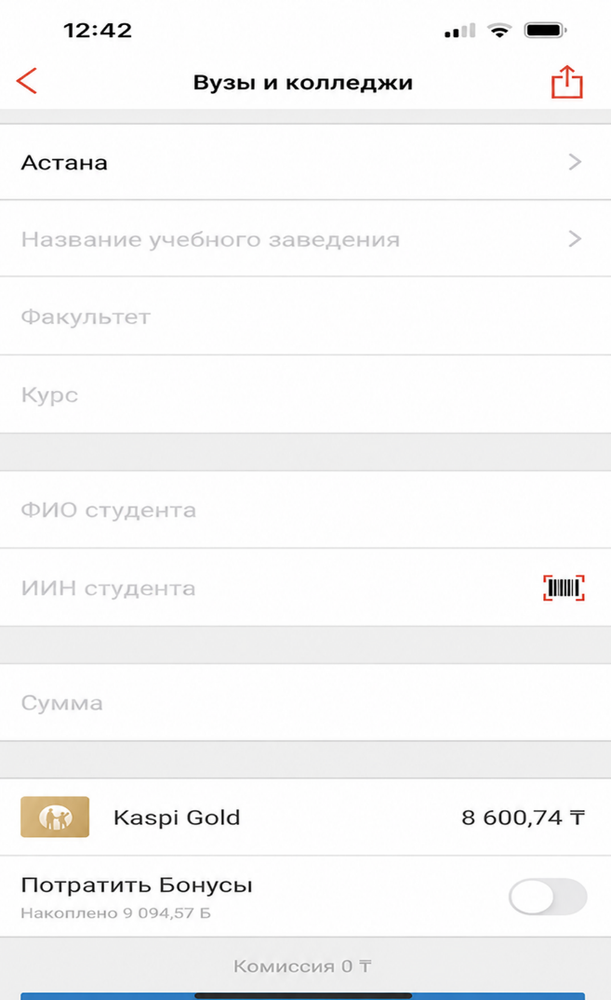 12:42
Вузы и колледжи
Астана
Название учебного заведения
Факультет
Курс
ФИО студента
ИИН студента
Сумма
Kaspi Gold 8 600,74 ₸
Потратить Бонусы
Накоплено 9 094,57 Б
Комиссия 0 ₸